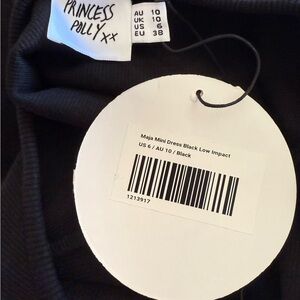 PRINCESS
POLLY xx
AU 10
UK 10
US 6
EU 38
Maja Mini Dress Black Low Impact
US 6 / AU 10 / Black
1213917